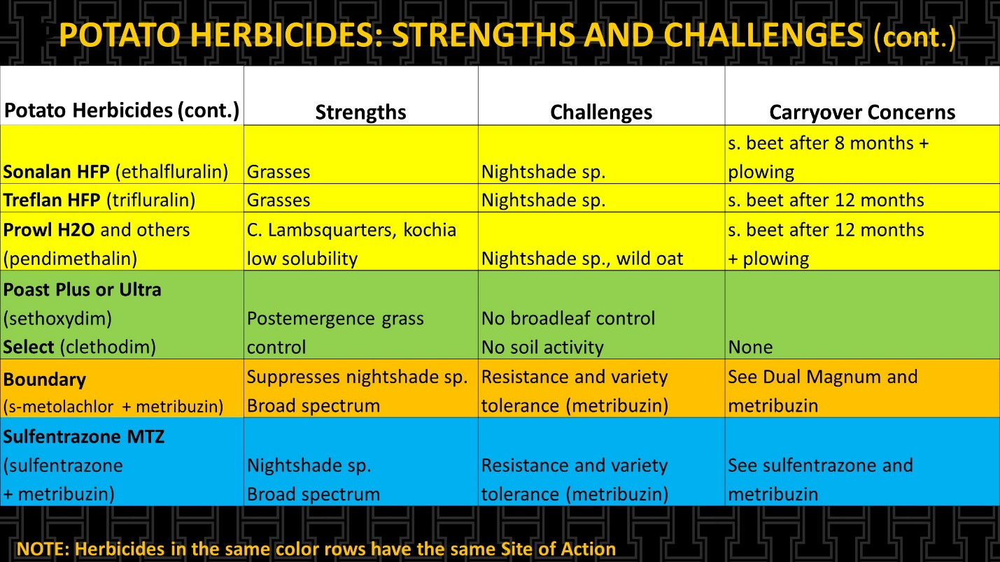 POTATO HERBICIDES: STRENGTHS AND CHALLENGES (cont.)
Potato Herbicides (cont.)
Strengths
Challenges
Carryover Concerns
Sonalan HFP (ethalfluralin)
Grasses
Nightshade sp.
s. beet after 8 months +
plowing
Treflan HFP (trifluralin)
Grasses
Nightshade sp.
s. beet after 12 months
Prowl H2O and others
(pendimethalin)
C. Lambsquarters, kochia
low solubility
Nightshade sp., wild oat
s. beet after 12 months
+ plowing
Poast Plus or Ultra
(sethoxydim)
Select (clethodim)
Postemergence grass
control
No broadleaf control
No soil activity
None
Boundary
(s-metolachlor + metribuzin)
Suppresses nightshade sp.
Broad spectrum
Resistance and variety
tolerance (metribuzin)
See Dual Magnum and
metribuzin
Sulfentrazone MTZ
(sulfentrazone
+ metribuzin)
Nightshade sp.
Broad spectrum
Resistance and variety
tolerance (metribuzin)
See sulfentrazone and
metribuzin
NOTE: Herbicides in the same color rows have the same Site of Action